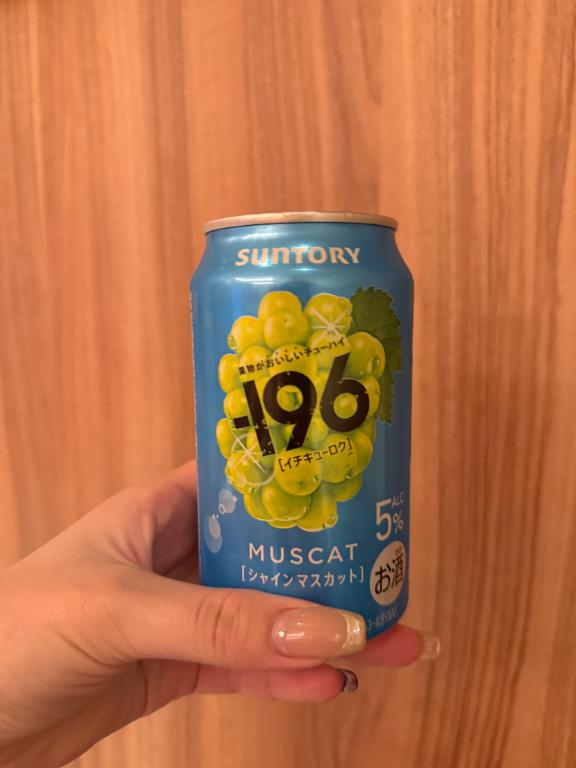 SUNTORY
果物がおいしいチューハイ
-196
[イチキューロク]
ALC.
5%
MUSCAT
[シャインマスカット]
お酒